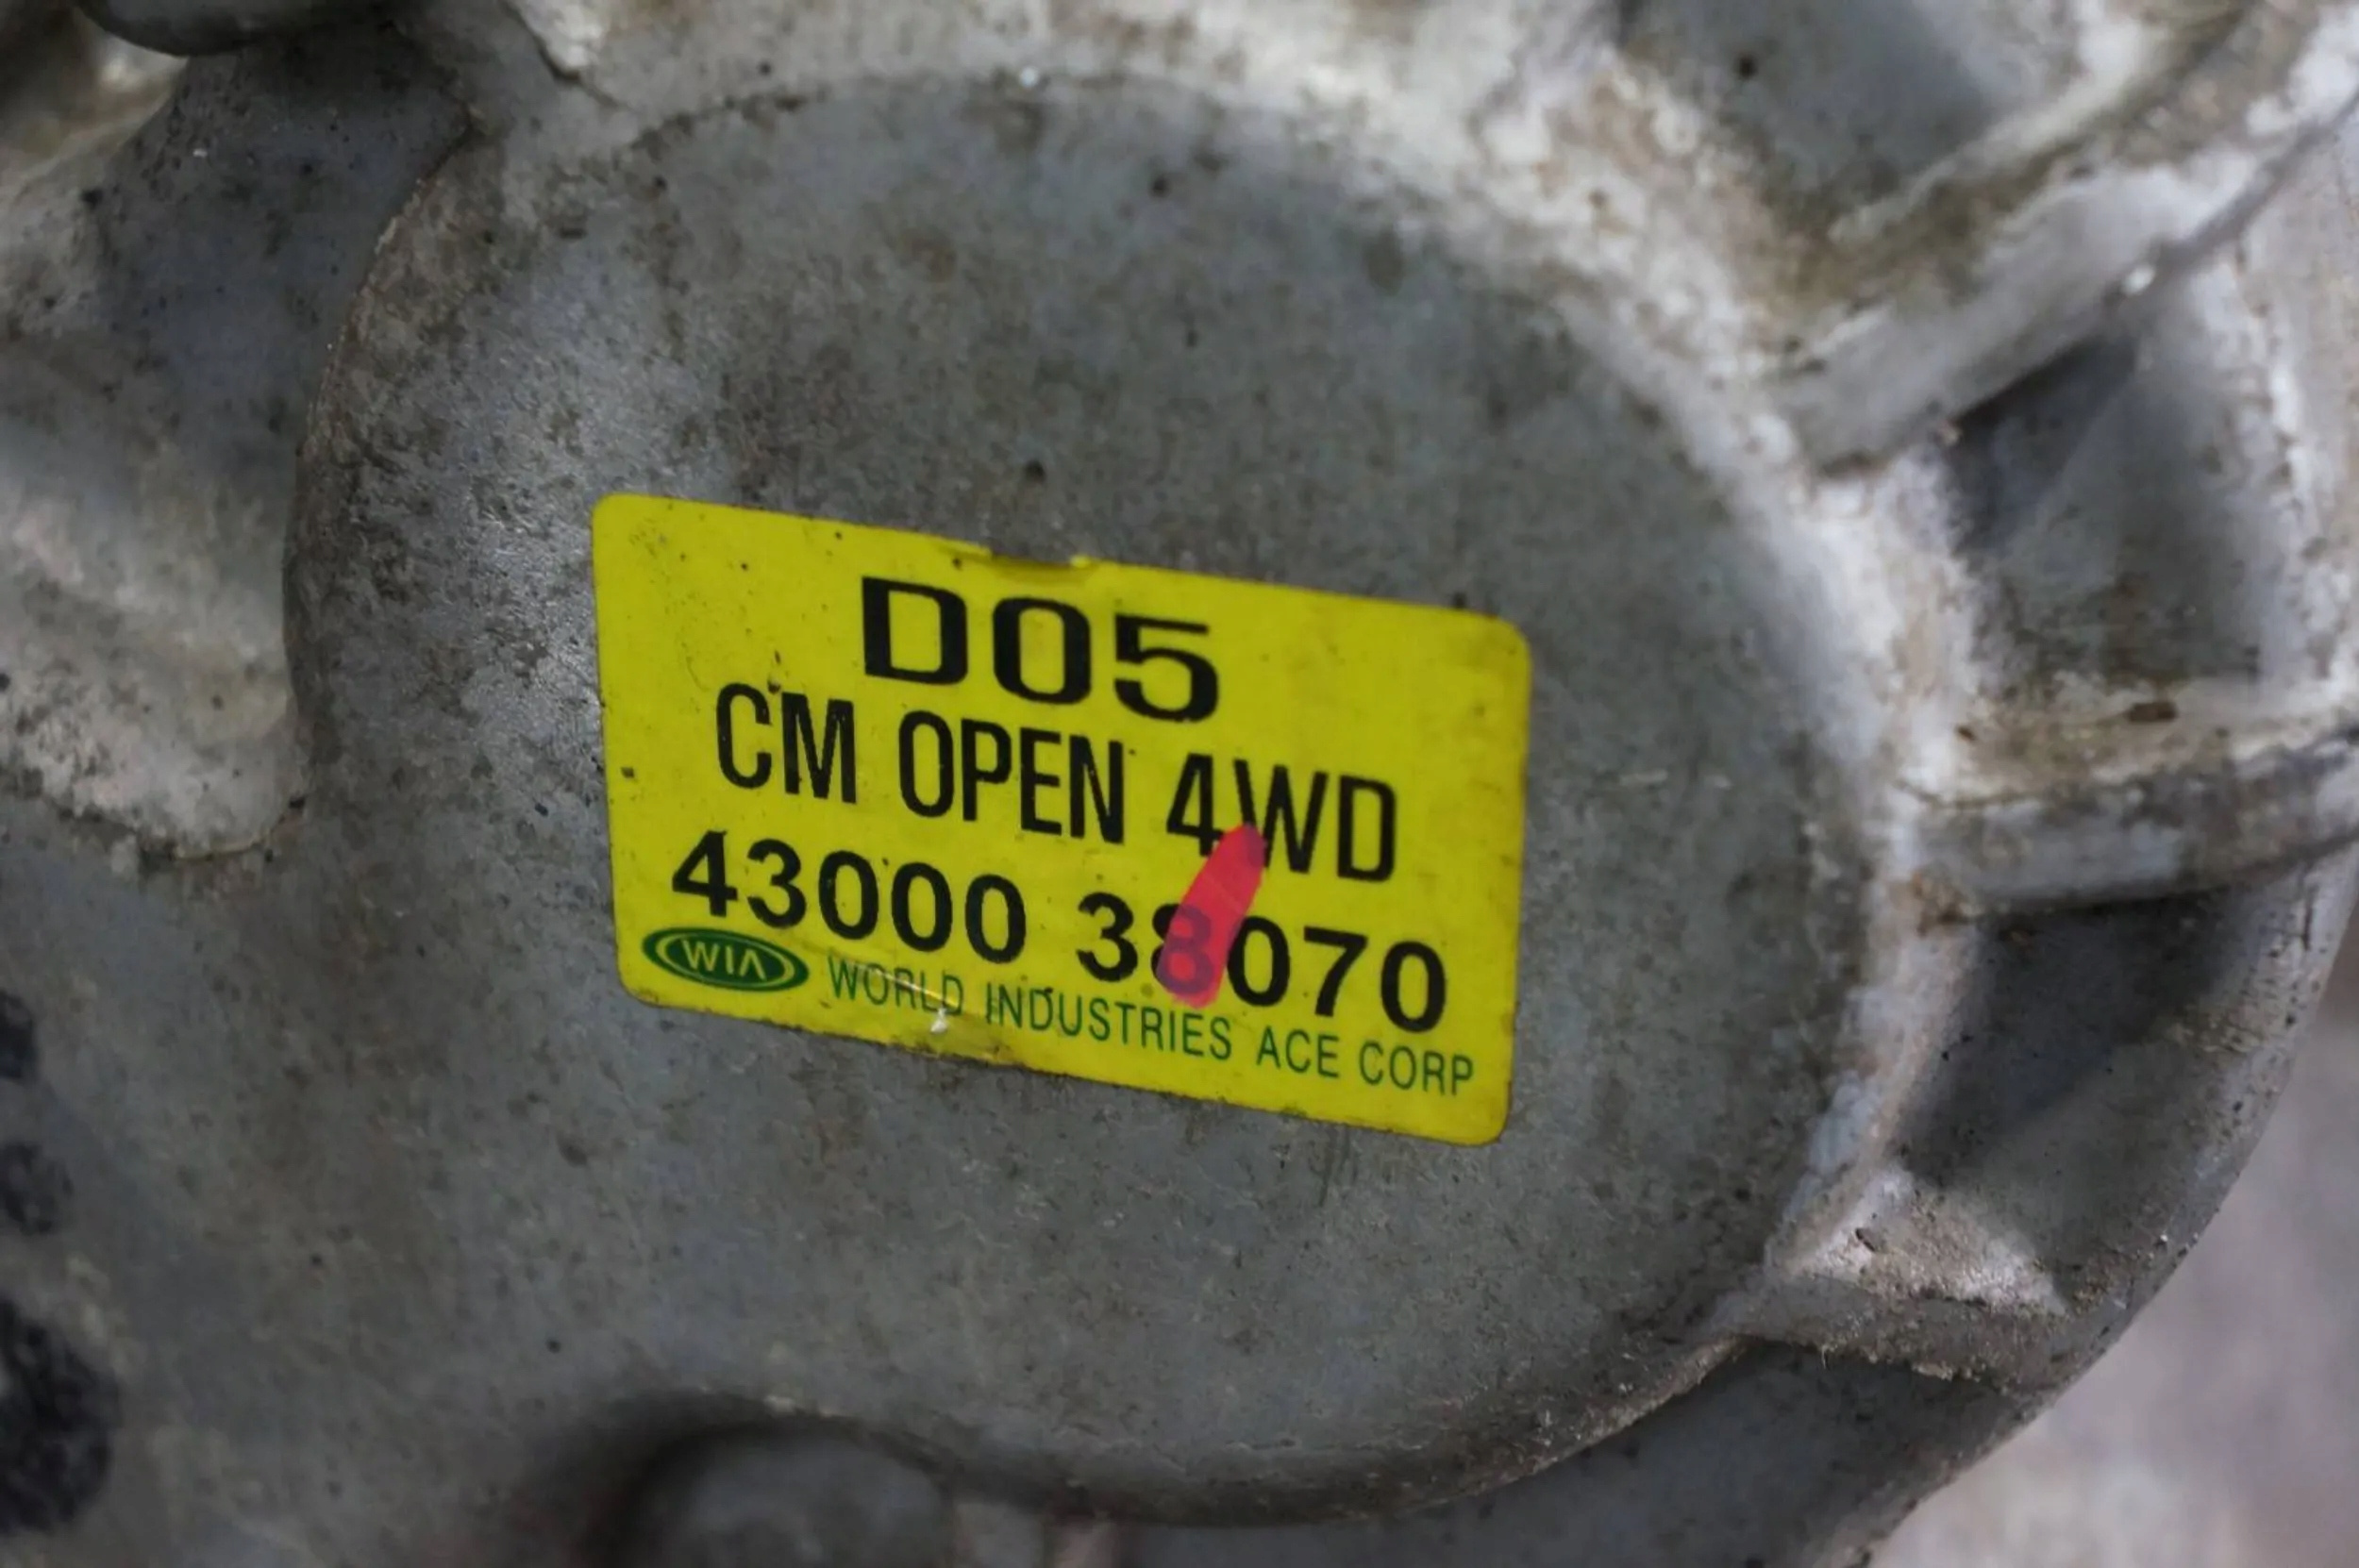 D05
CM OPEN 4WD
43000 38070
WIA WORLD INDUSTRIES ACE CORP